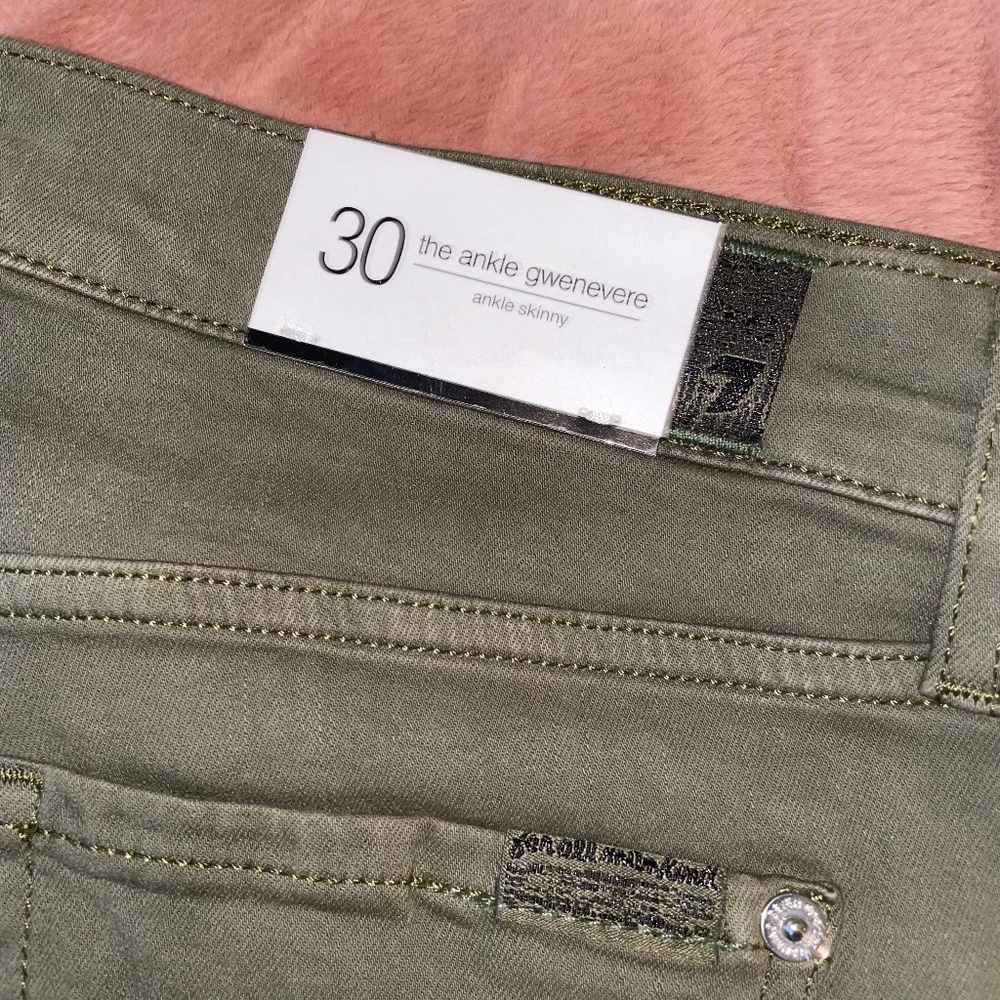 30
the ankle gwenevere
ankle skinny
7
for all mankind